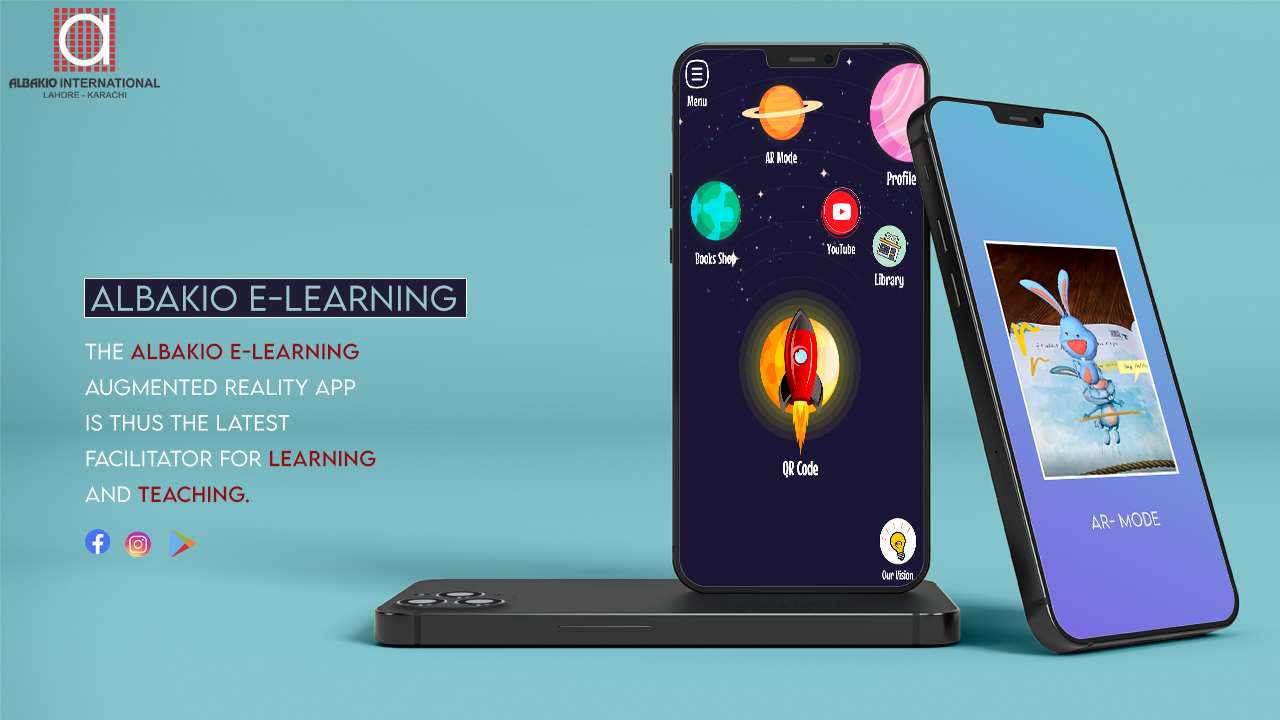 a
ALBAKIO INTERNATIONAL
LAHORE - KARACHI
ALBAKIO E-LEARNING
THE ALBAKIO E-LEARNING
AUGMENTED REALITY APP
IS THUS THE LATEST
FACILITATOR FOR LEARNING
AND TEACHING.
Menu
AR Mode
Profile
Books Shop
YouTube
Library
QR Code
Our Vision
r
r
AR- MODE